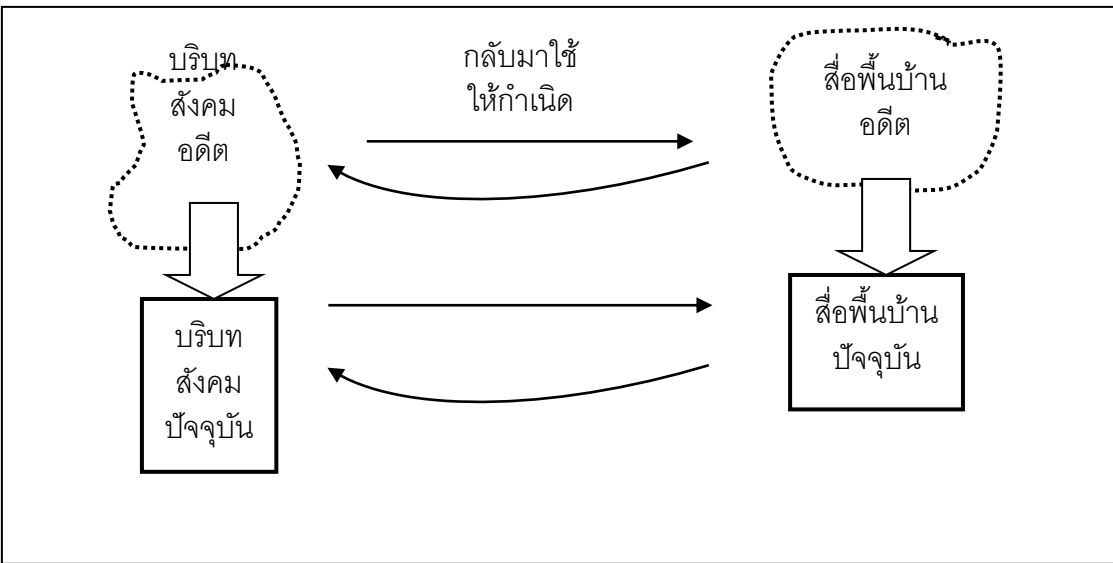 บริบท
สังคม
อดีต
กลับมาใช้
ให้กำเนิด
สื่อพื้นบ้าน
อดีต
บริบท
สังคม
ปัจจุบัน
สื่อพื้นบ้าน
ปัจจุบัน